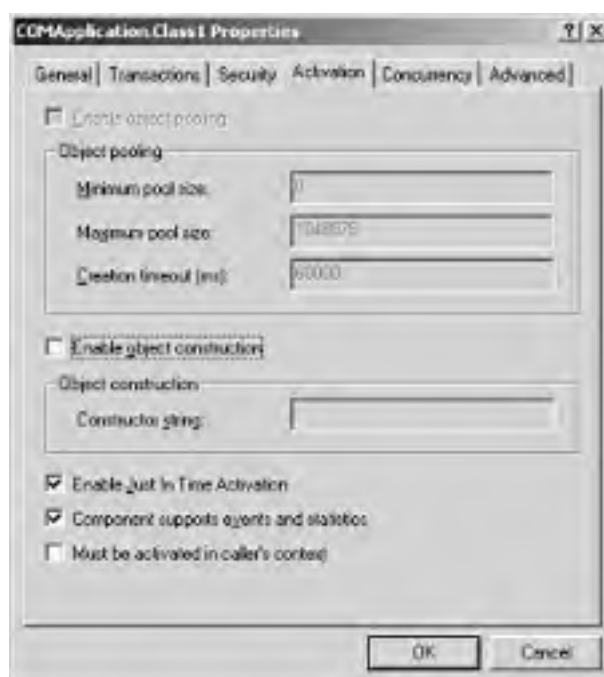 COMApplication.Class1 Properties ? X
General Transactions Security Activation Concurrency Advanced
Enable object pooling
Object pooling
Minimum pool size: 0
Maximum pool size: 1048576
Creation timeout (ms): 60000
Enable object construction
Object construction
Constructor string:
Enable Just In Time Activation
Component supports events and statistics
Must be activated in caller's context
OK Cancel